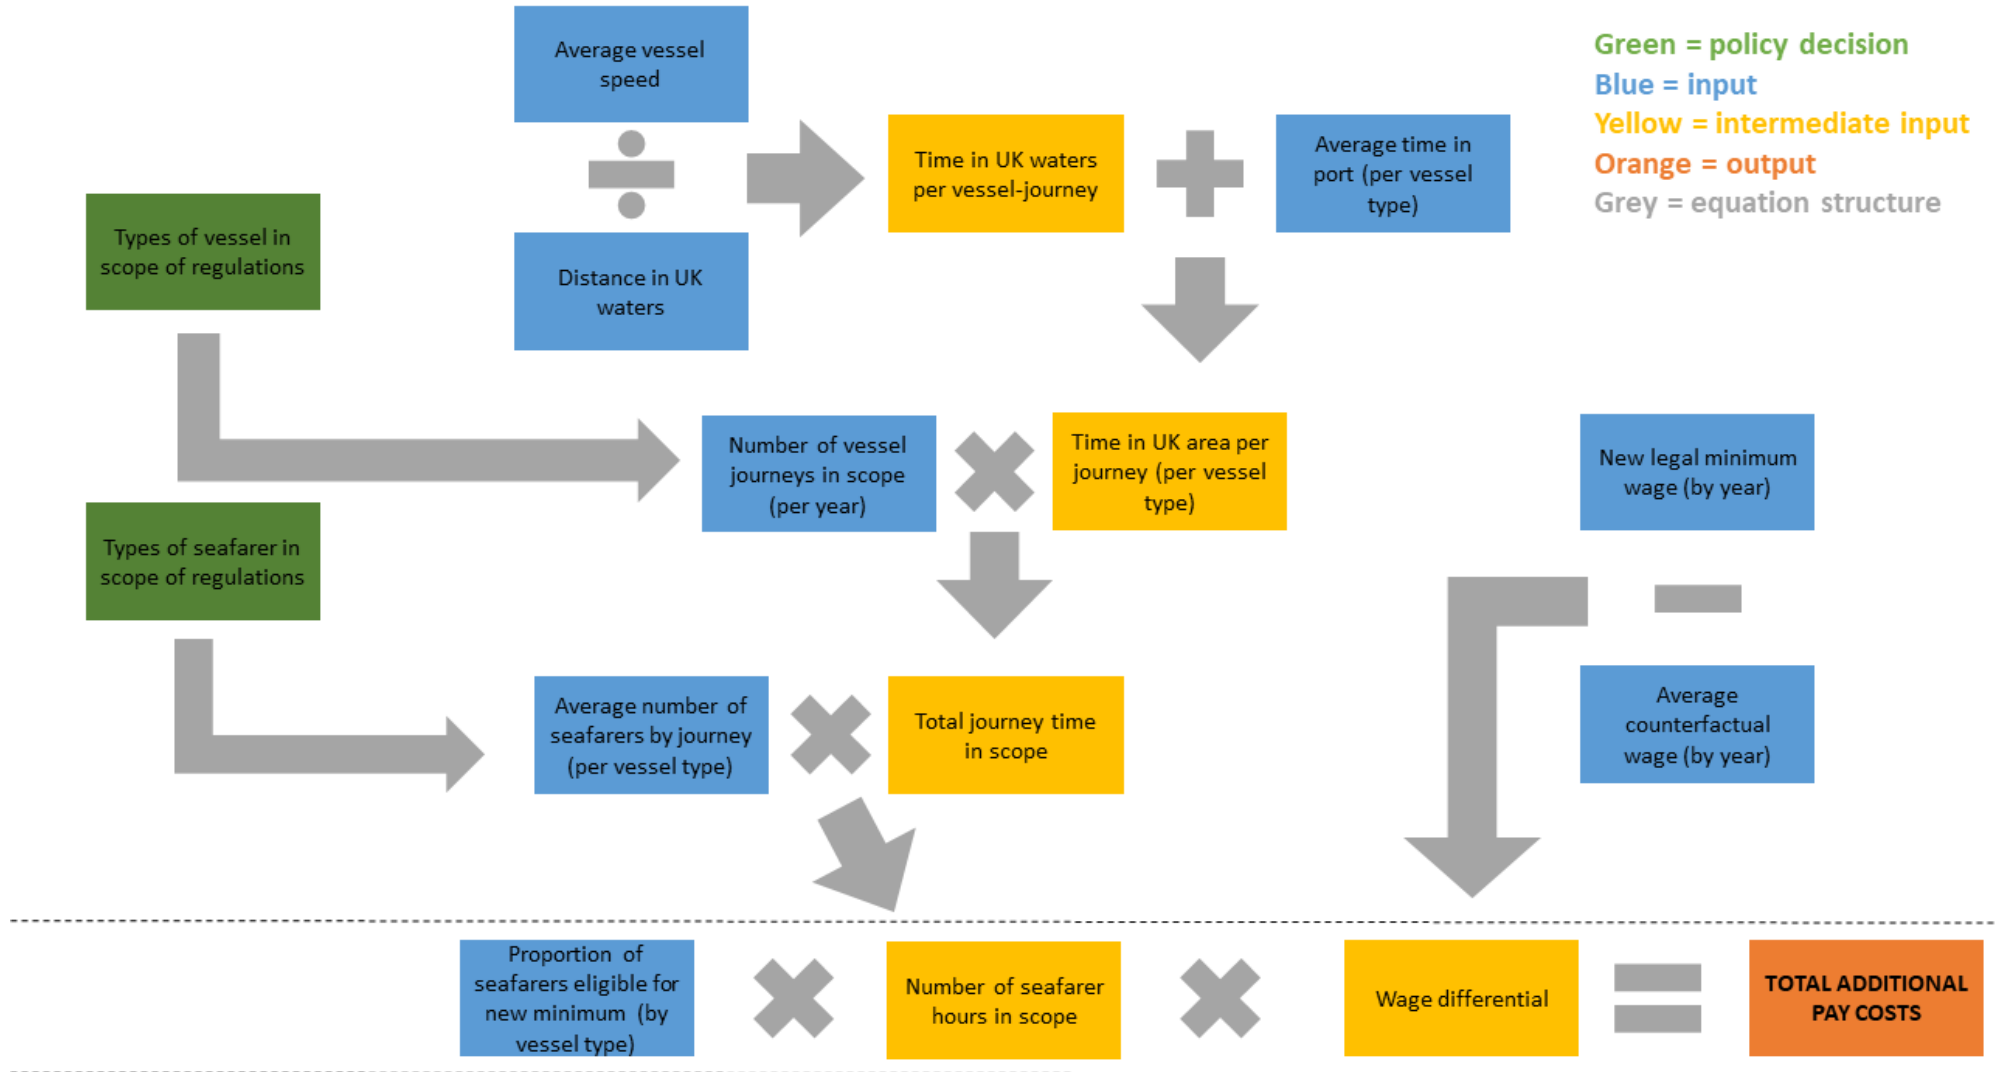 Average vessel
speed
Green = policy decision
Blue = input
Yellow = intermediate input
Orange = output
Grey = equation structure
Time in UK waters
per vessel-journey
Average time in
port (per vessel
type)
Types of vessel in
scope of regulations
Distance in UK
waters
Number of vessel
journeys in scope
(per year)
Time in UK area per
journey (per vessel
type)
New legal minimum
wage (by year)
Types of seafarer in
scope of regulations
Average number of
seafarers by journey
(per vessel type)
Total journey time
in scope
Average
counterfactual
wage (by year)
Proportion of
seafarers eligible for
new minimum (by
vessel type)
Number of seafarer
hours in scope
Wage differential
TOTAL ADDITIONAL
PAY COSTS